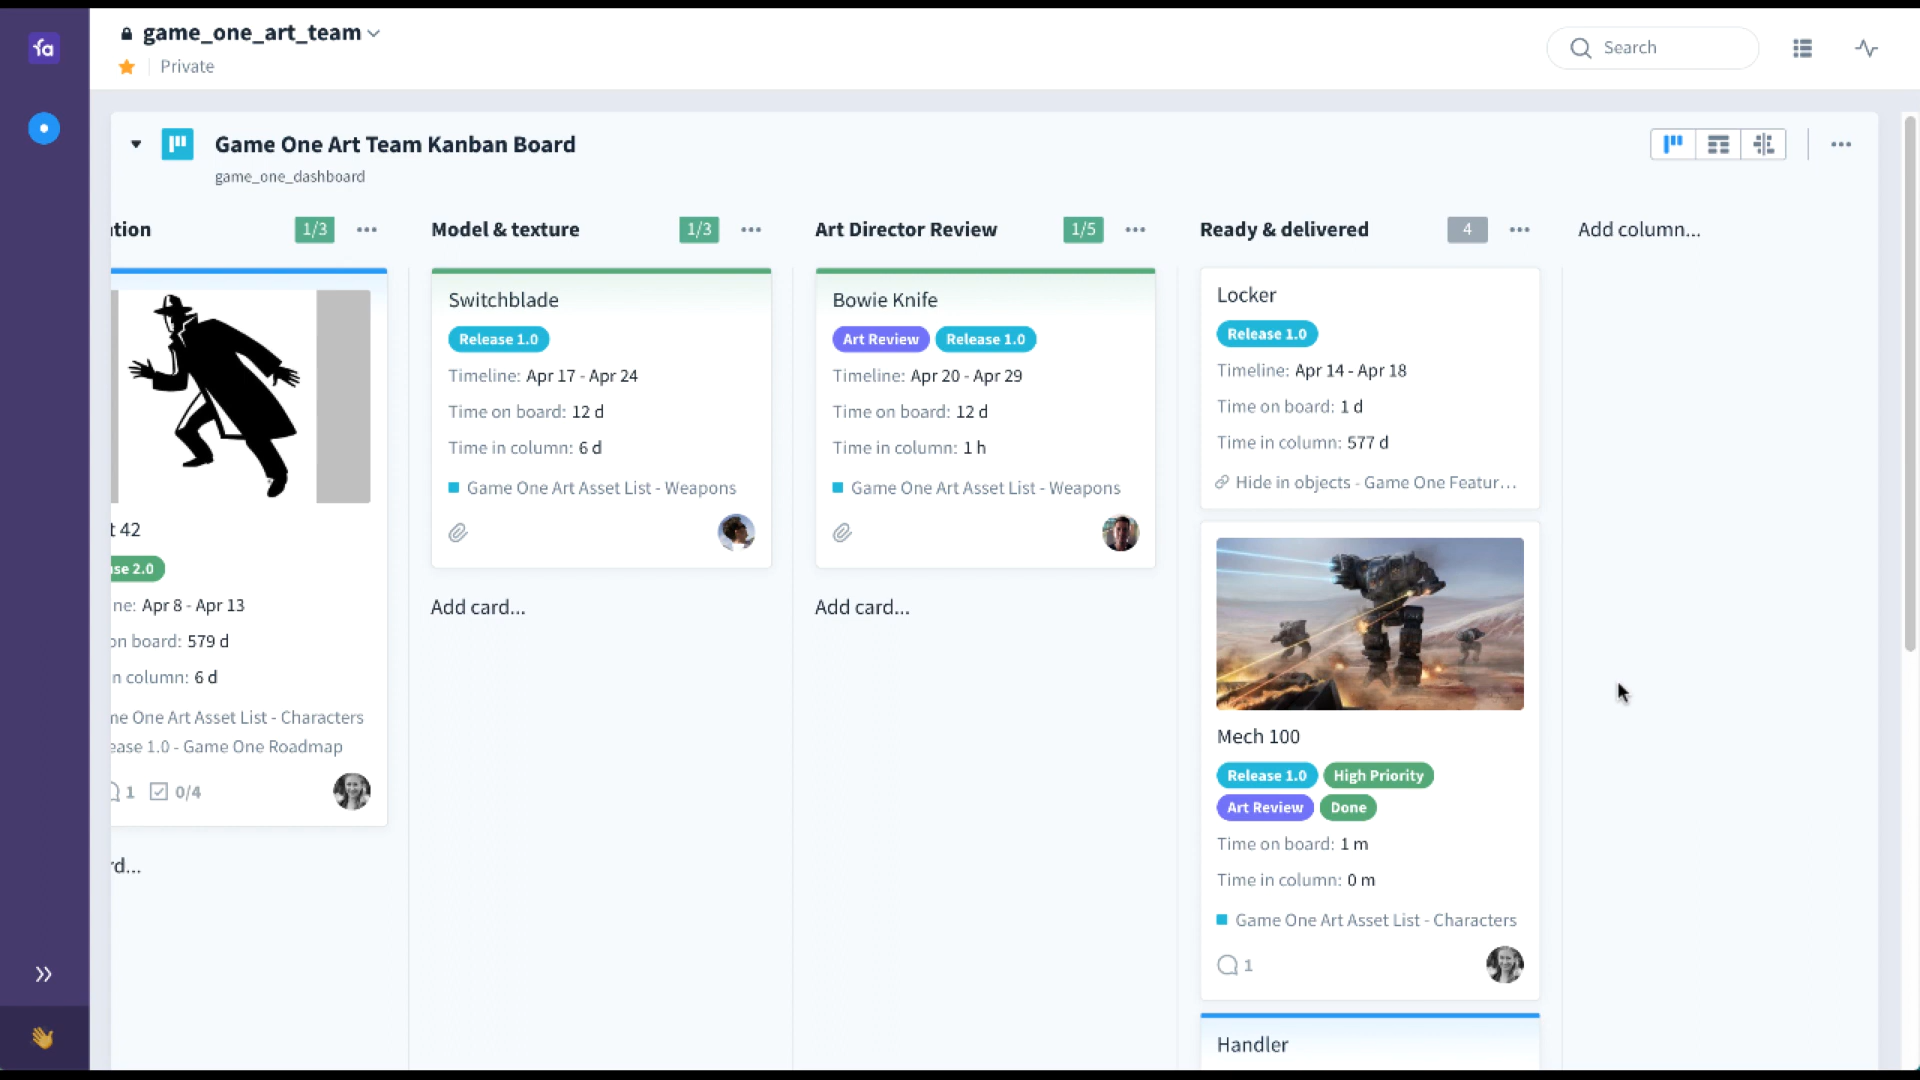 fa
game_one_art_team
Private
Search
Game One Art Team Kanban Board
game_one_dashboard
tion
1/3
Model & texture
1/3
Art Director Review
1/5
Ready & delivered
4
Add column...
t 42
se 2.0
ne: Apr 8 - Apr 13
on board: 579 d
n column: 6 d
ne One Art Asset List - Characters
ease 1.0 - Game One Roadmap
1
0/4
rd...
Switchblade
Release 1.0
Timeline: Apr 17 - Apr 24
Time on board: 12 d
Time in column: 6 d
Game One Art Asset List - Weapons
Add card...
Bowie Knife
Art Review
Release 1.0
Timeline: Apr 20 - Apr 29
Time on board: 12 d
Time in column: 1 h
Game One Art Asset List - Weapons
Add card...
Locker
Release 1.0
Timeline: Apr 14 - Apr 18
Time on board: 1 d
Time in column: 577 d
Hide in objects - Game One Featur...
Mech 100
Release 1.0
High Priority
Art Review
Done
Time on board: 1 m
Time in column: 0 m
Game One Art Asset List - Characters
1
Handler